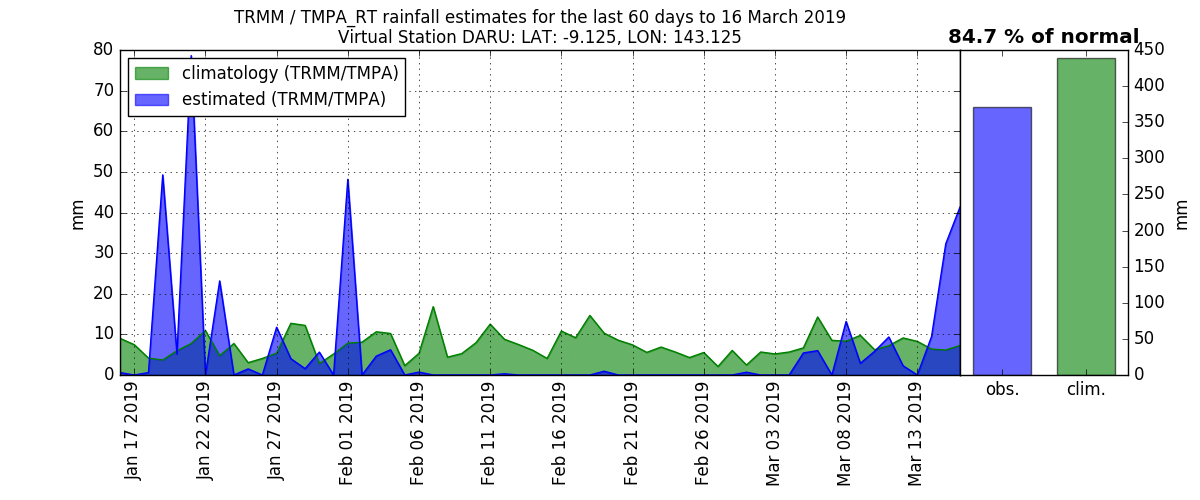 TRMM / TMPA_RT rainfall estimates for the last 60 days to 16 March 2019
Virtual Station DARU: LAT: -9.125, LON: 143.125
84.7 % of normal
climatology (TRMM/TMPA)
estimated (TRMM/TMPA)
mm
80
70
60
50
40
30
20
10
0
Jan 17 2019
Jan 22 2019
Jan 27 2019
Feb 01 2019
Feb 06 2019
Feb 11 2019
Feb 16 2019
Feb 21 2019
Feb 26 2019
Mar 03 2019
Mar 08 2019
Mar 13 2019
obs.
clim.
450
400
350
300
250
200
150
100
50
0
mm